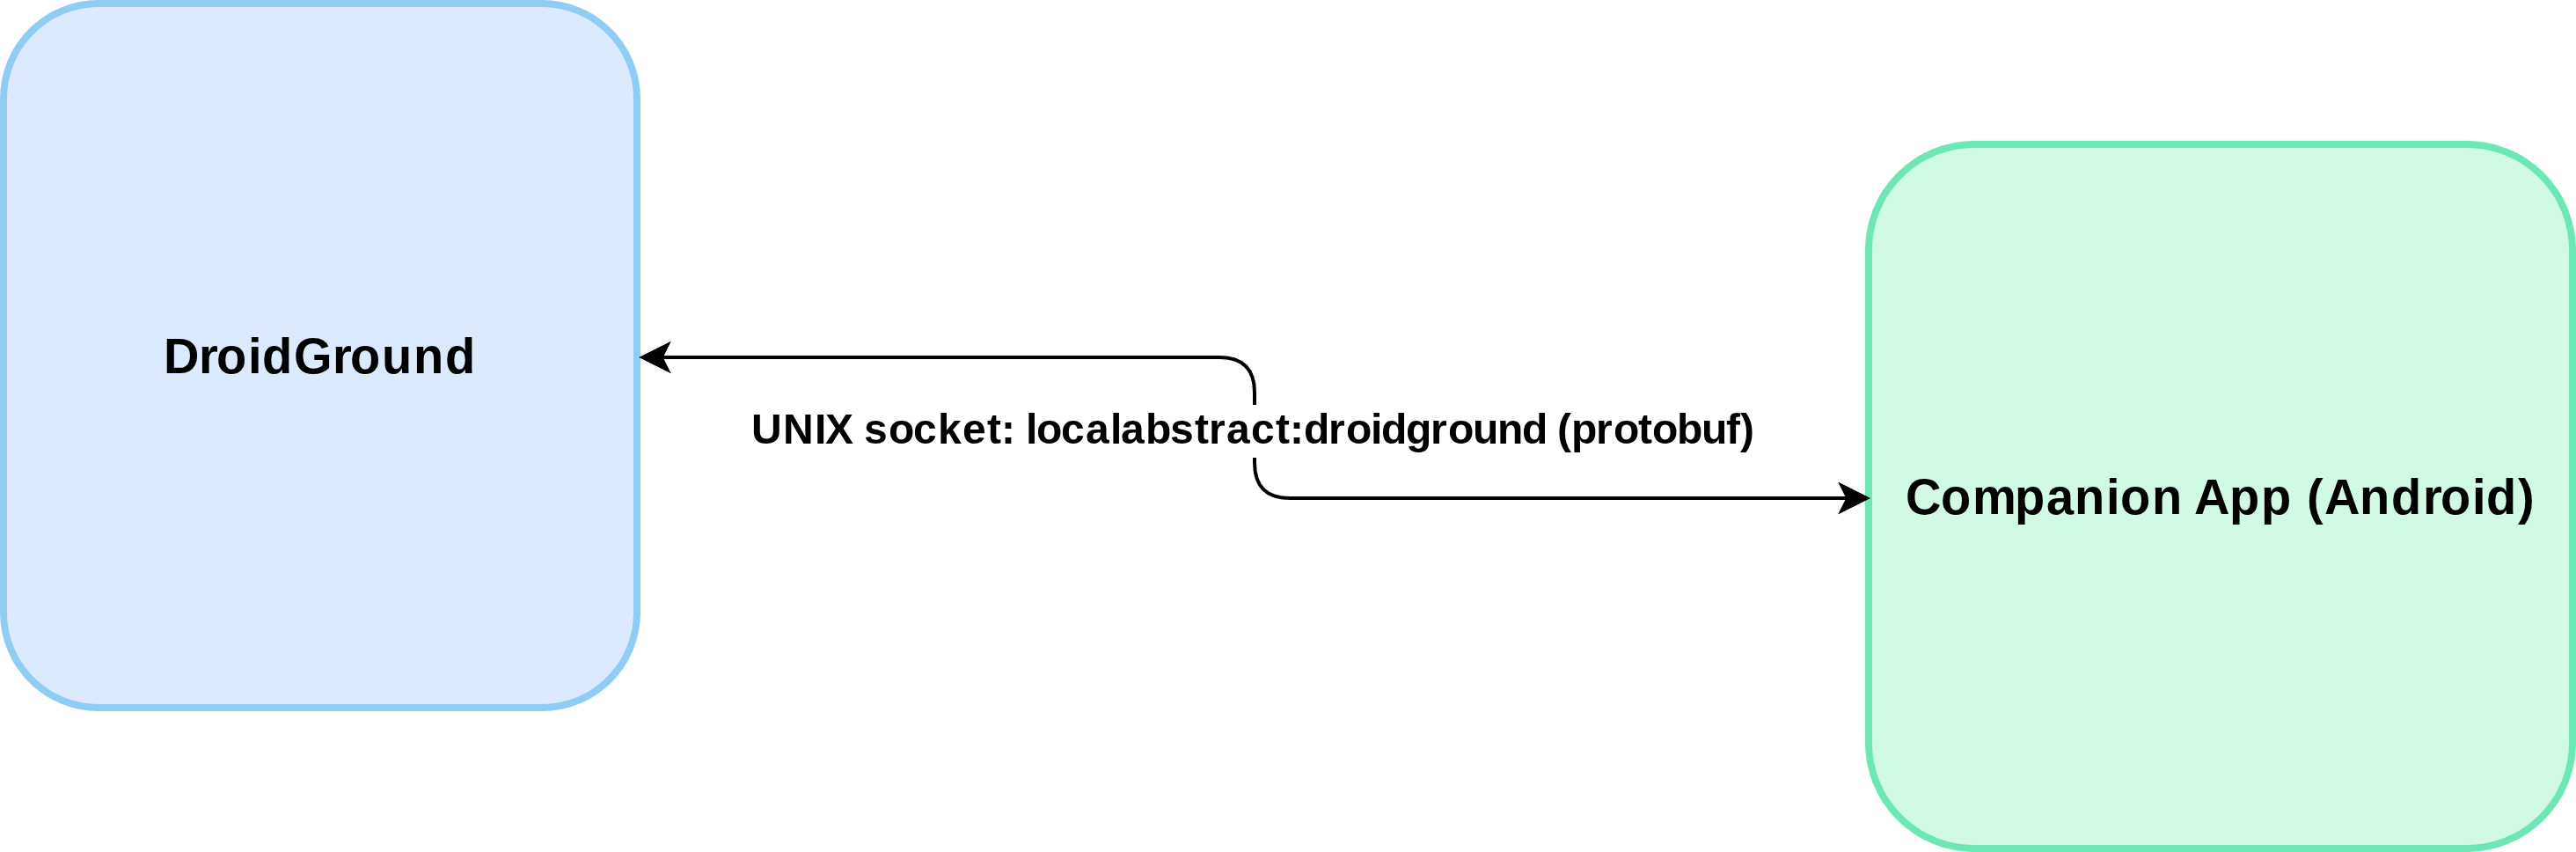 DroidGround
UNIX socket: localabstract:droidground (protobuf)
Companion App (Android)